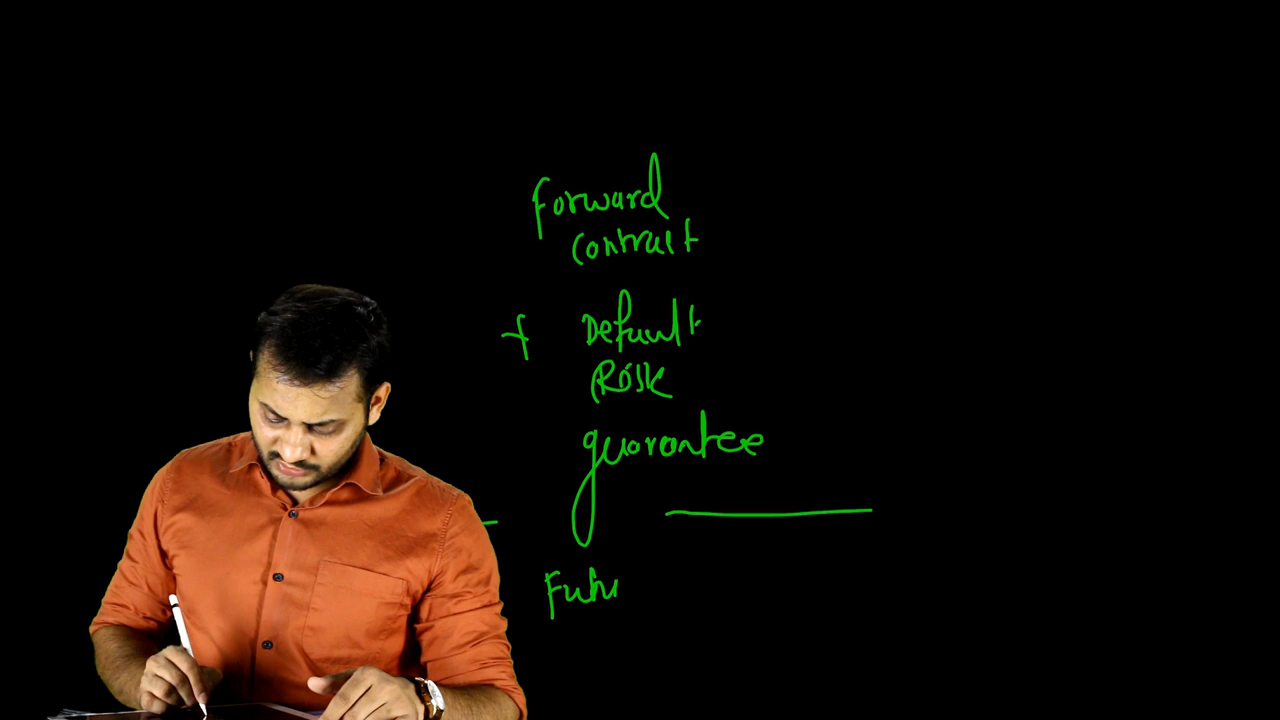 Forward
Contract
+ Default
Risk
guarantee
Futu